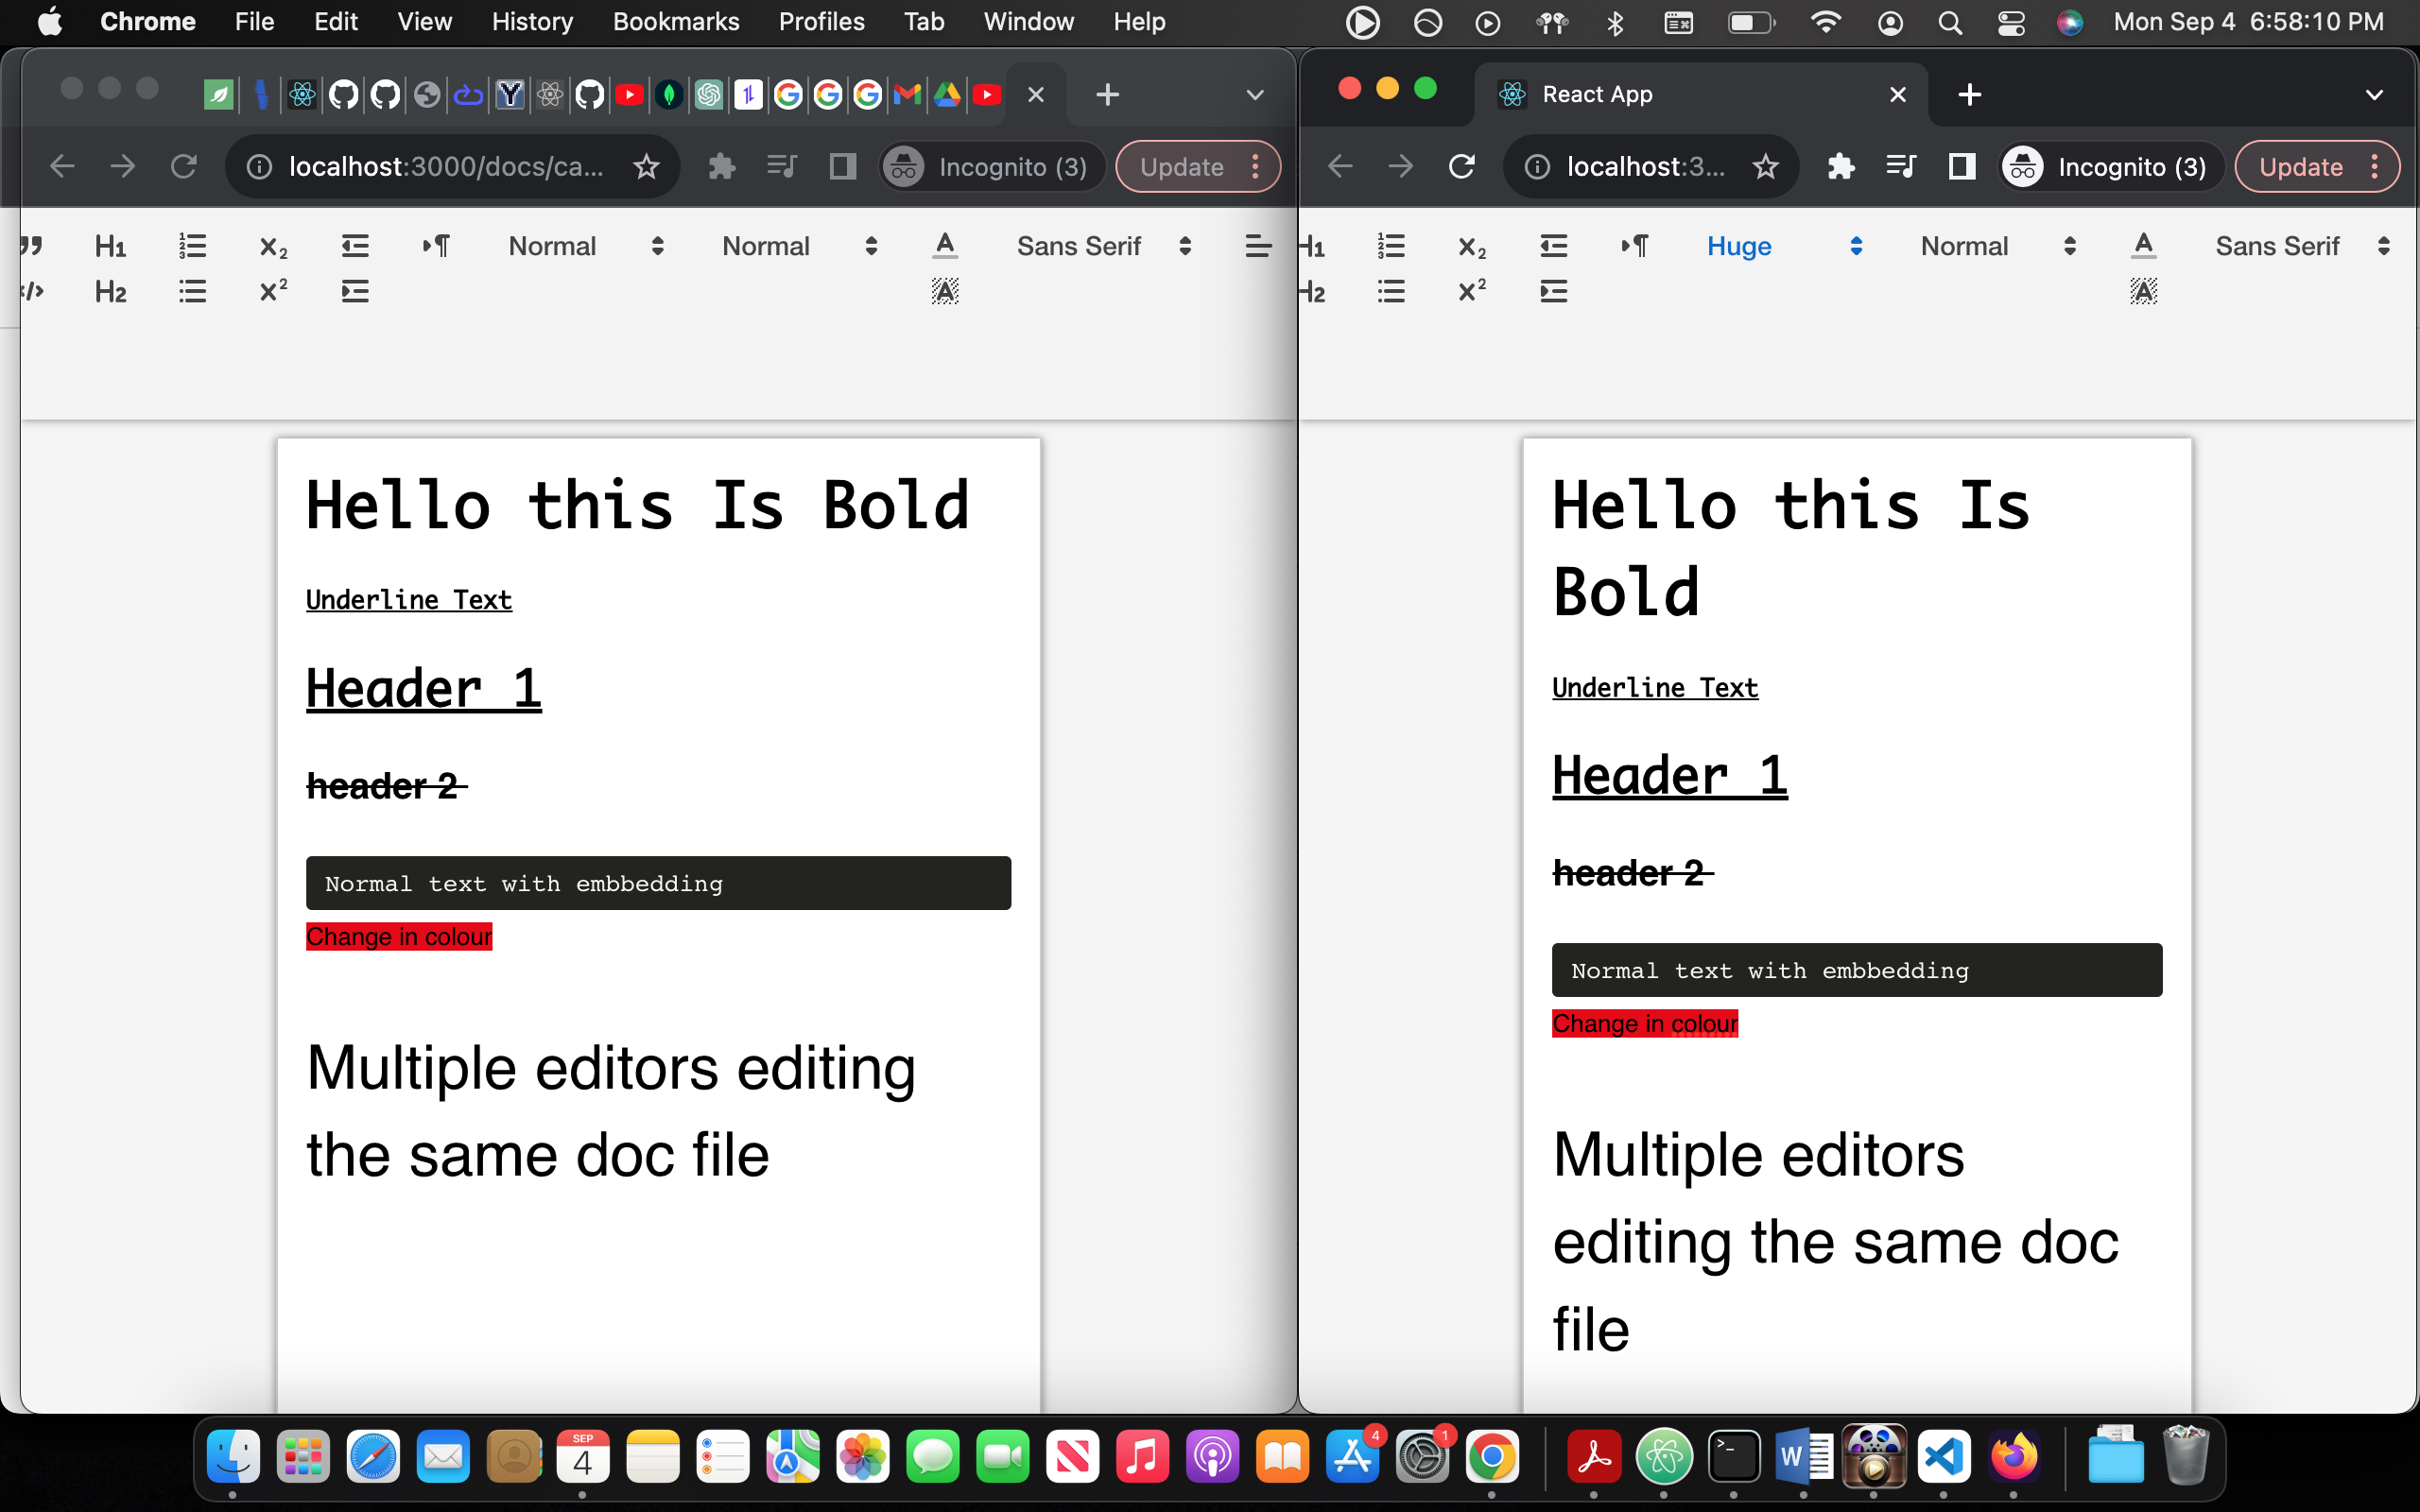 Chrome File Edit View History Bookmarks Profiles Tab Window Help Mon Sep 4 6:58:10 PM
localhost:3000/docs/ca... Incognito (3) Update
H1 X2 Normal Normal A Sans Serif
H2 X2 A
Hello this Is Bold
Underline Text
Header 1
header 2
Normal text with embbedding
Change in colour
Multiple editors editing
the same doc file
React App
localhost:3... Incognito (3) Update
H1 X2 Huge Normal A Sans Serif
H2 X2 A
Hello this Is
Bold
Underline Text
Header 1
header 2
Normal text with embbedding
Change in colour
Multiple editors
editing the same doc
file
SEP
4
4
1